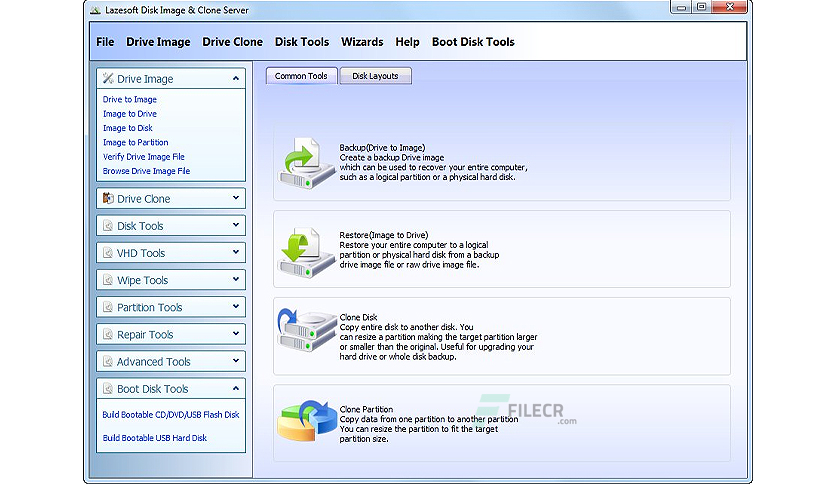 Lazesoft Disk Image & Clone Server
File Drive Image Drive Clone Disk Tools Wizards Help Boot Disk Tools
Drive Image
Drive to Image
Image to Drive
Image to Disk
Image to Partition
Verify Drive Image File
Browse Drive Image File
Drive Clone
Disk Tools
VHD Tools
Wipe Tools
Partition Tools
Repair Tools
Advanced Tools
Boot Disk Tools
Build Bootable CD/DVD/USB Flash Disk
Build Bootable USB Hard Disk
Common Tools
Disk Layouts
Backup(Drive to Image)
Create a backup Drive image
which can be used to recover your entire computer,
such as a logical partition or a physical hard disk.
Restore(Image to Drive)
Restore your entire computer to a logical
partition or physical hard disk from a backup
drive image file or raw drive image file.
Clone Disk
Copy entire disk to another disk. You
can resize a partition making the target partition larger
or smaller than the original. Useful for upgrading your
hard drive or whole disk backup.
Clone Partition
Copy data from one partition to another partition
You can resize the partition to fit the target
partition size.
FILECR
.com